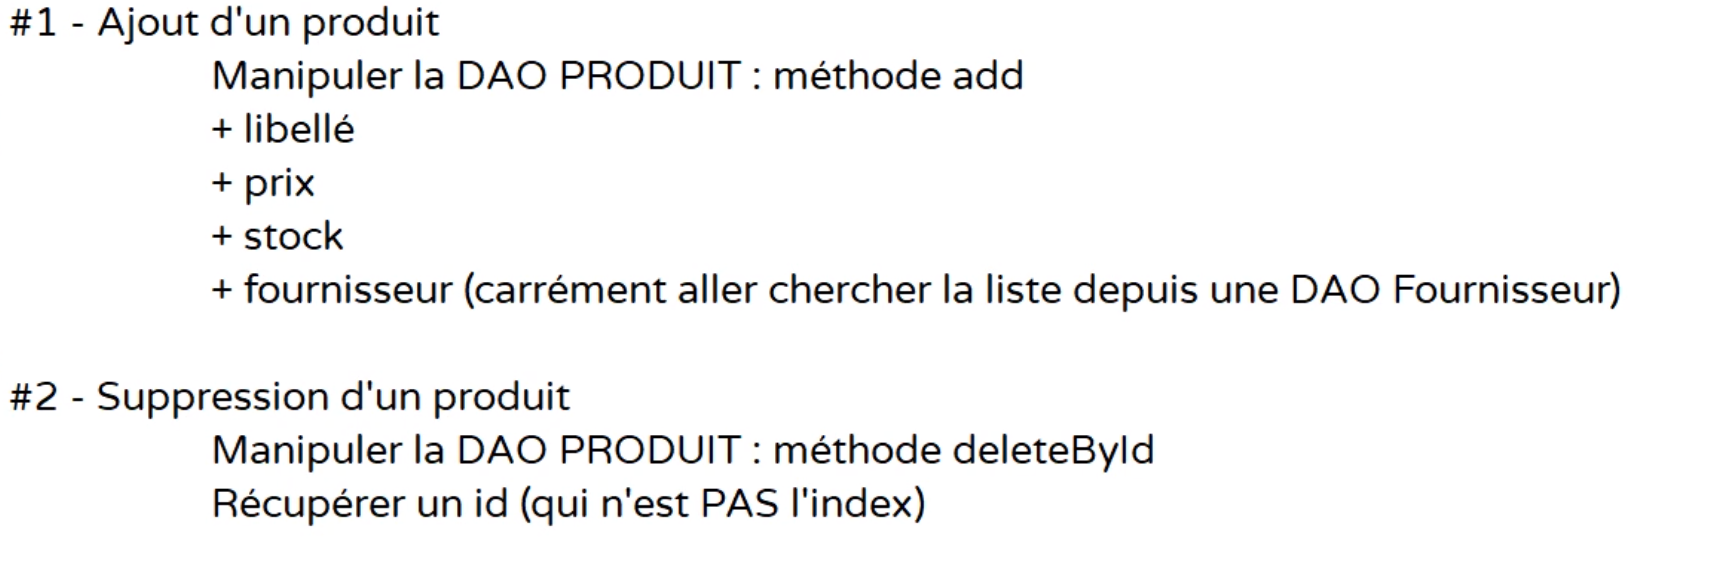 #1 - Ajout d'un produit
Manipuler la DAO PRODUIT : méthode add
+ libellé
+ prix
+ stock
+ fournisseur (carrément aller chercher la liste depuis une DAO Fournisseur)
#2 - Suppression d'un produit
Manipuler la DAO PRODUIT : méthode deleteById
Récupérer un id (qui n'est PAS l'index)